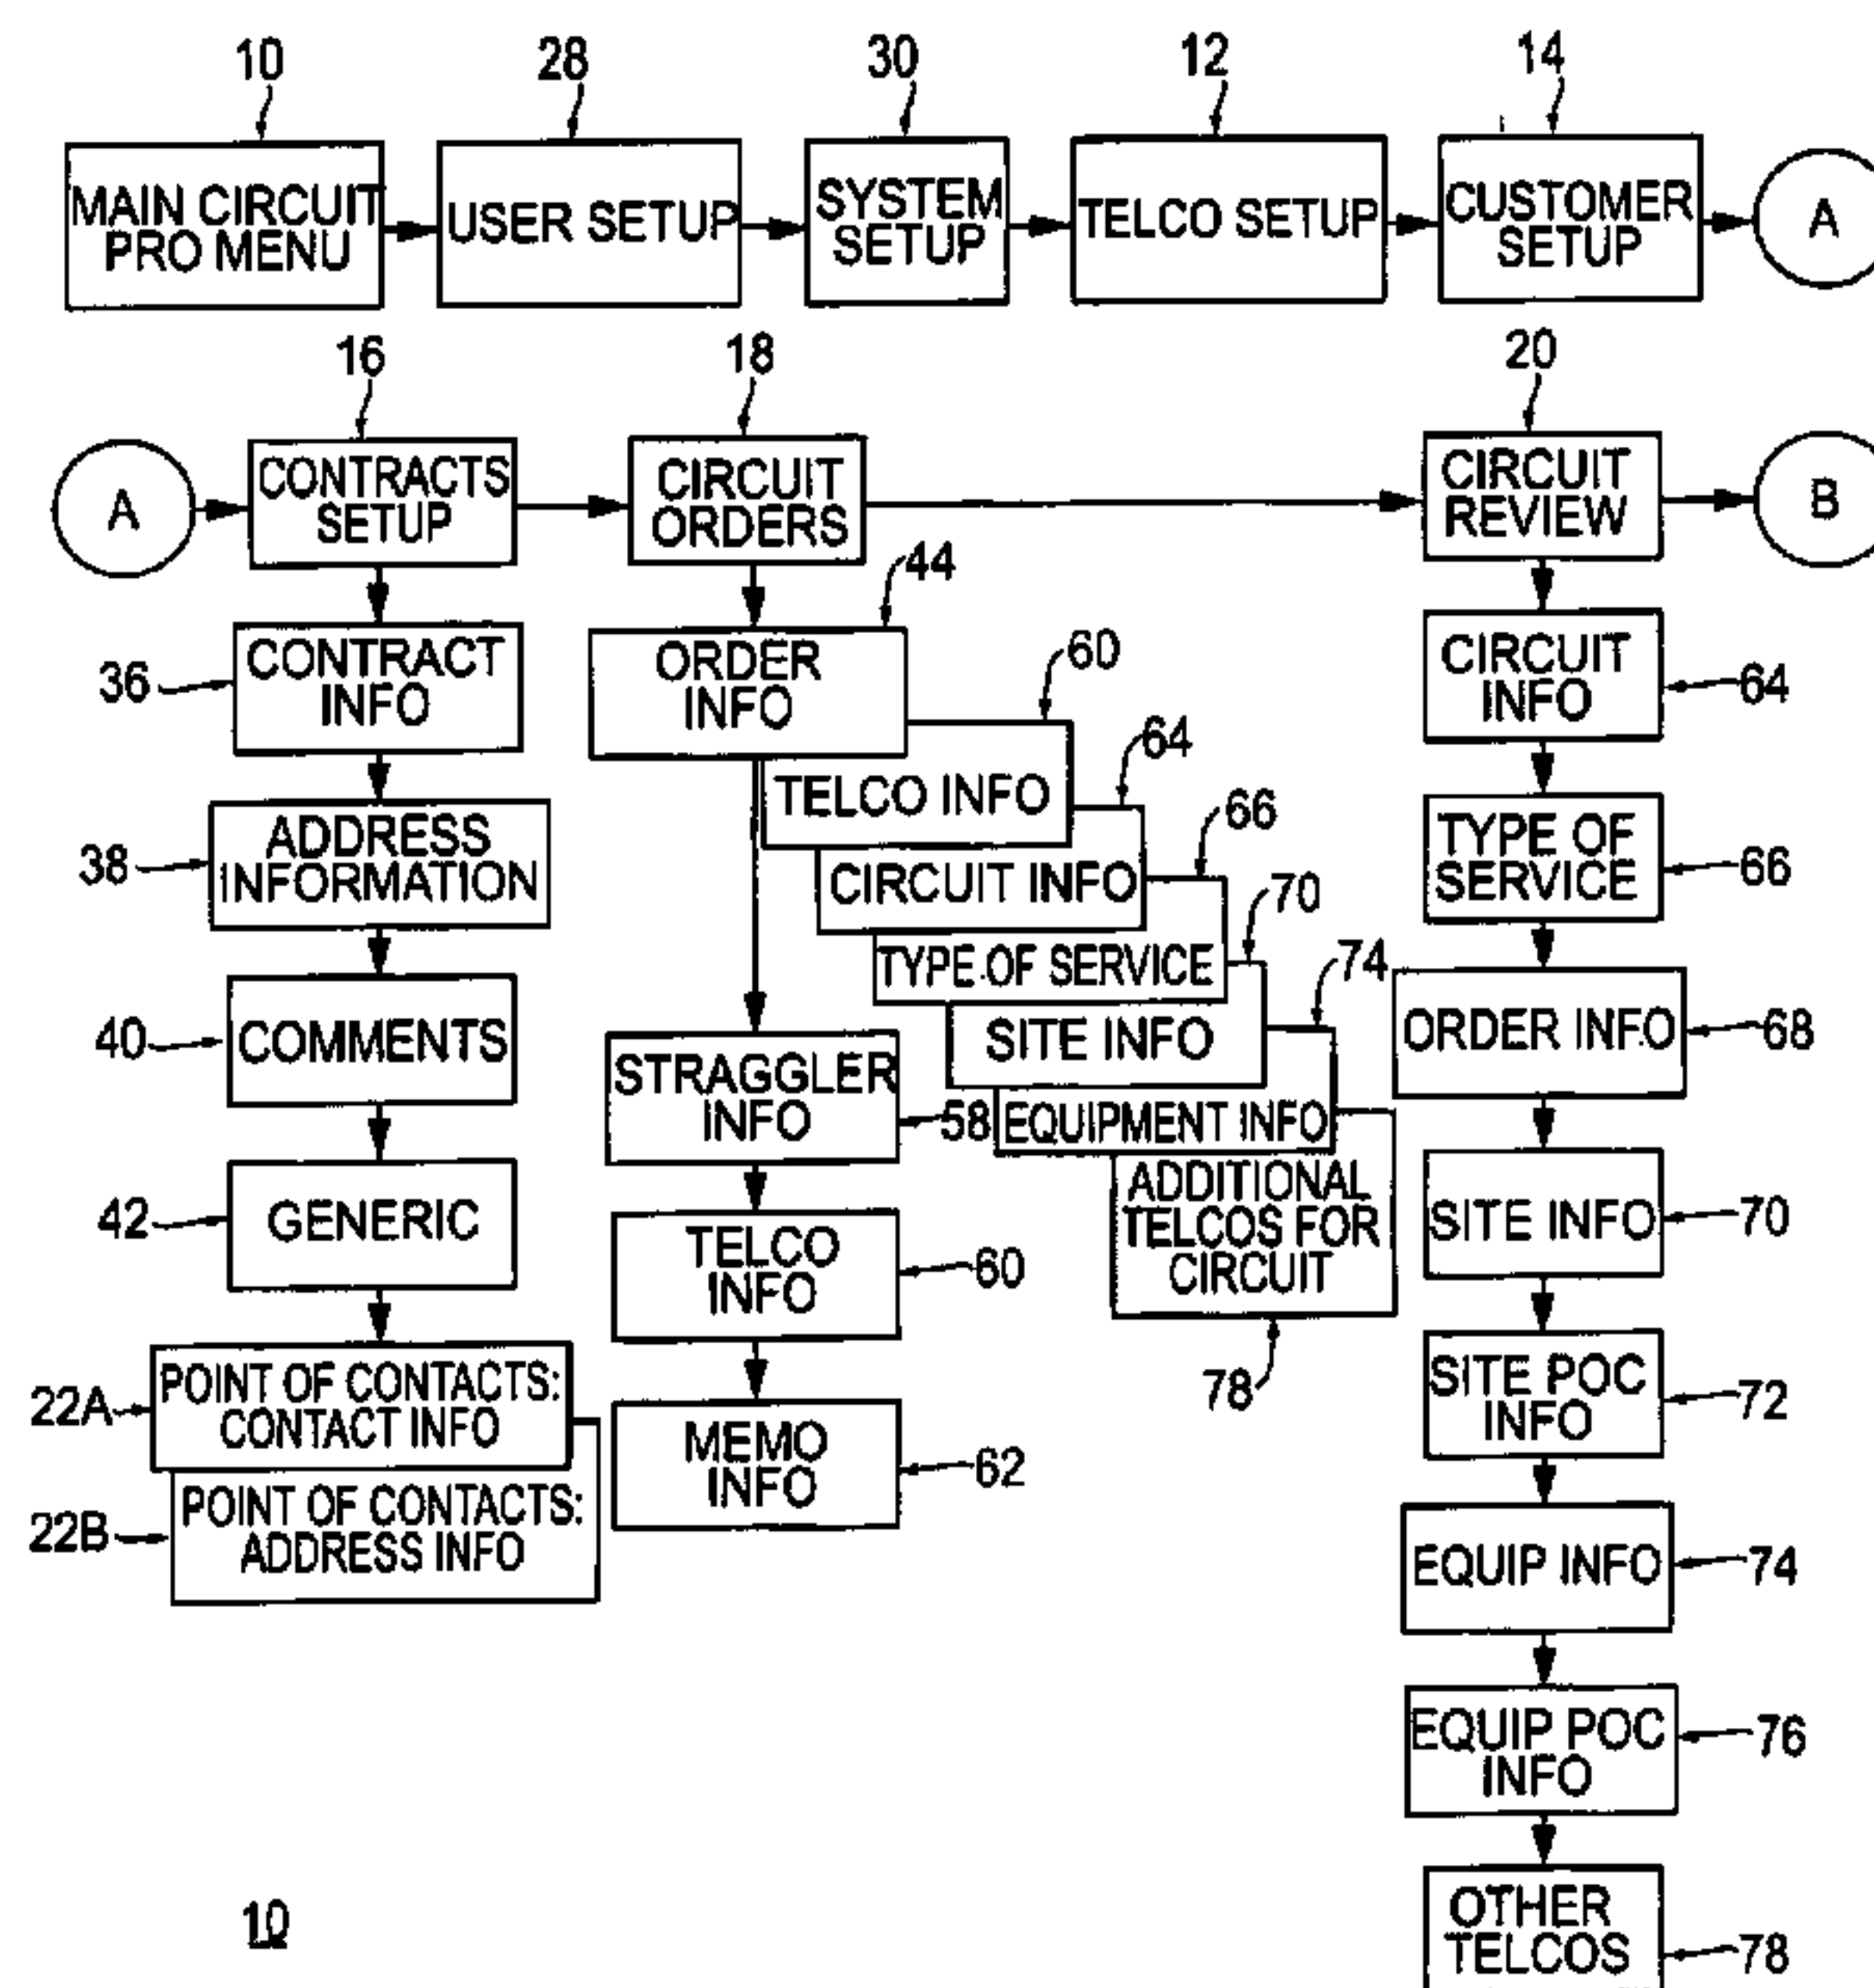 10
28
30
12
14
MAIN CIRCUIT
PRO MENU
USER SETUP
SYSTEM
SETUP
TELCO SETUP
CUSTOMER
SETUP
A
16
18
20
A
CONTRACTS
SETUP
CIRCUIT
ORDERS
CIRCUIT
REVIEW
B
44
36
CONTRACT
INFO
ORDER
INFO
60
TELCO INFO
64
CIRCUIT INFO
66
TYPE OF SERVICE
70
SITE INFO
74
EQUIPMENT INFO
ADDITIONAL
TELCOS FOR
CIRCUIT
78
CIRCUIT
INFO
64
38
ADDRESS
INFORMATION
TYPE OF
SERVICE
66
40
COMMENTS
STRAGGLER
INFO
58
ORDER INFO
68
42
GENERIC
TELCO
INFO
60
SITE INFO
70
22A
POINT OF CONTACTS:
CONTACT INFO
MEMO
INFO
62
SITE POC
INFO
72
22B
POINT OF CONTACTS:
ADDRESS INFO
EQUIP INFO
74
EQUIP POC
INFO
76
OTHER
TELCOS
78
10